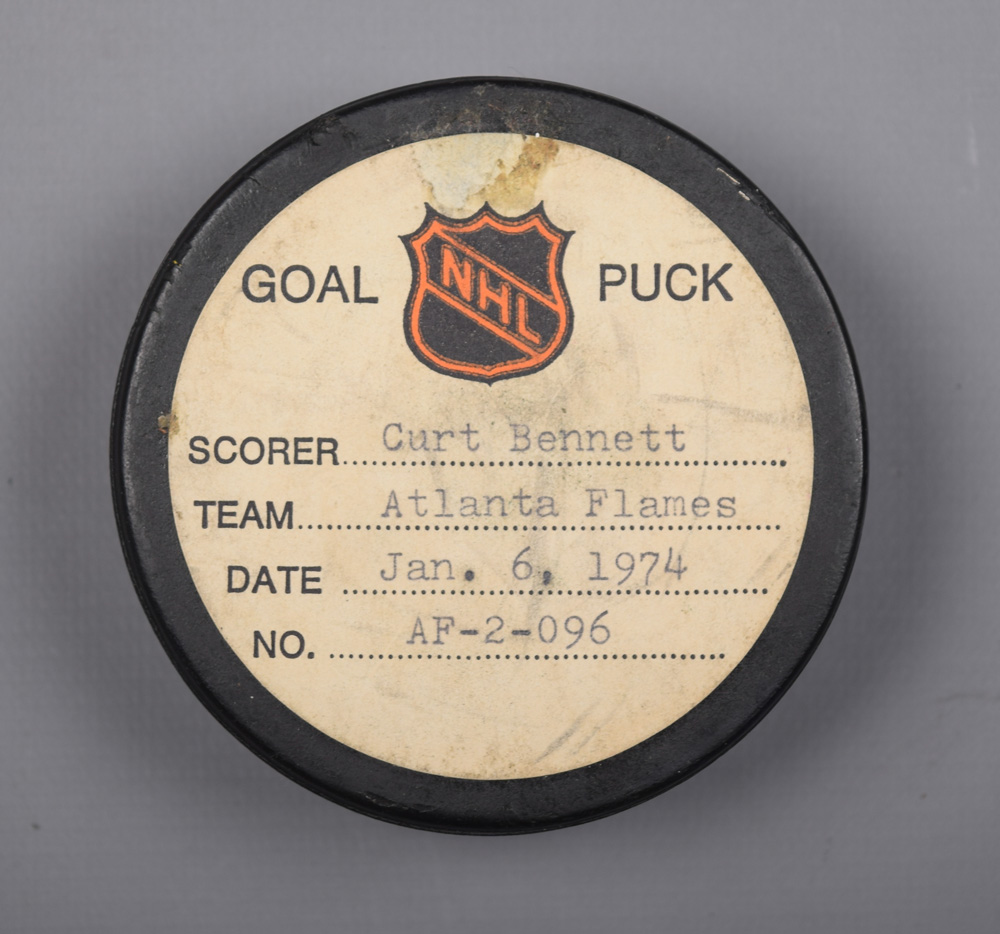 GOAL NHL PUCK
SCORER Curt Bennett
TEAM Atlanta Flames
DATE Jan. 6, 1974
NO. AF-2-096